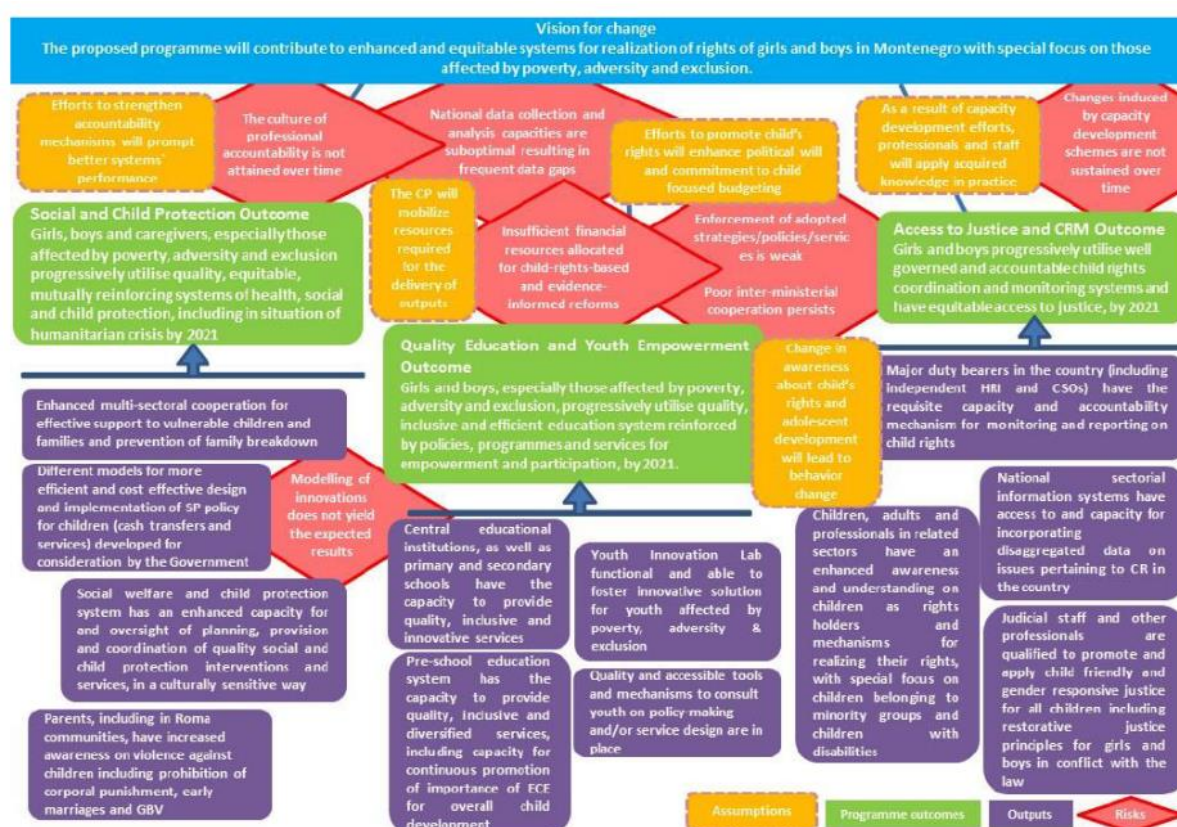 Vision for change
The proposed programme will contribute to enhanced and equitable systems for realization of rights of girls and boys in Montenegro with special focus on those
affected by poverty, adversity and exclusion.
Efforts to strengthen
accountability
mechanisms will prompt
better systems`
performance
The culture of
professional
accountability is not
attained over time
National data collection and
analysis capacities are
suboptimal resulting in
frequent data gaps
Efforts to promote child's
rights will enhance political will
and commitment to child
focused budgeting
As a result of capacity
development efforts,
professionals and staff
will apply acquired
knowledge in practice
Changes induced
by capacity
development
schemes are not
sustained over
time
The CP will
mobilize
resources
required
for the
delivery of
outputs
Insufficient financial
resources allocated
for child-rights-based
and evidence-
informed reforms
Enforcement of adopted
strategies/policies/servic
es is weak
Poor inter-ministerial
cooperation persists
Social and Child Protection Outcome
Girls, boys and caregivers, especially those
affected by poverty, adversity and exclusion
progressively utilise quality, equitable,
mutually reinforcing systems of health, social
and child protection, including in situation of
humanitarian crisis by 2021
Access to Justice and CRM Outcome
Girls and boys progressively utilise well
governed and accountable child rights
coordination and monitoring systems and
have equitable access to justice, by 2021
Quality Education and Youth Empowerment
Outcome
Girls and boys, especially those affected by poverty,
adversity and exclusion, progressively utilise quality,
inclusive and efficient education system reinforced
by policies, programmes and services for
empowerment and participation, by 2021.
Change in
awareness
about child's
rights and
adolescent
development
will lead to
behavior
change
Enhanced multi-sectoral cooperation for
effective support to vulnerable children and
families and prevention of family breakdown
Different models for more
efficient and cost effective design
and implementation of SP policy
for children (cash transfers and
services) developed for
consideration by the Government
Modelling of
innovations
does not yield
the expected
results
Social welfare and child protection
system has an enhanced capacity for
and oversight of planning, provision
and coordination of quality social and
child protection interventions and
services, in a culturally sensitive way
Parents, including in Roma
communities, have increased
awareness on violence against
children including prohibition of
corporal punishment, early
marriages and GBV
Central educational
institutions, as well as
primary and secondary
schools have the
capacity to provide
quality, inclusive and
innovative services
Pre-school education
system has the
capacity to provide
quality, inclusive and
diversified services,
including capacity for
continuous promotion
of importance of ECE
for overall child
development
Youth Innovation Lab
functional and able to
foster innovative solution
for youth affected by
poverty, adversity &
exclusion
Quality and accessible tools
and mechanisms to consult
youth on policy-making
and/or service design are in
place
Major duty bearers in the country (including
independent HRI and CSOs) have the
requisite capacity and accountability
mechanism for monitoring and reporting on
child rights
Children, adults and
professionals in related
sectors have an
enhanced awareness
and understanding on
children as rights
holders and
mechanisms for
realizing their rights,
with special focus on
children belonging to
minority groups and
children with
disabilities
National sectorial
information systems have
access to and capacity for
incorporating
disaggregated data on
issues pertaining to CR in
the country
Judicial staff and other
professionals are
qualified to promote and
apply child friendly and
gender responsive justice
for all children including
restorative justice
principles for girls and
boys in conflict with the
law
Assumptions
Programme outcomes
Outputs
Risks